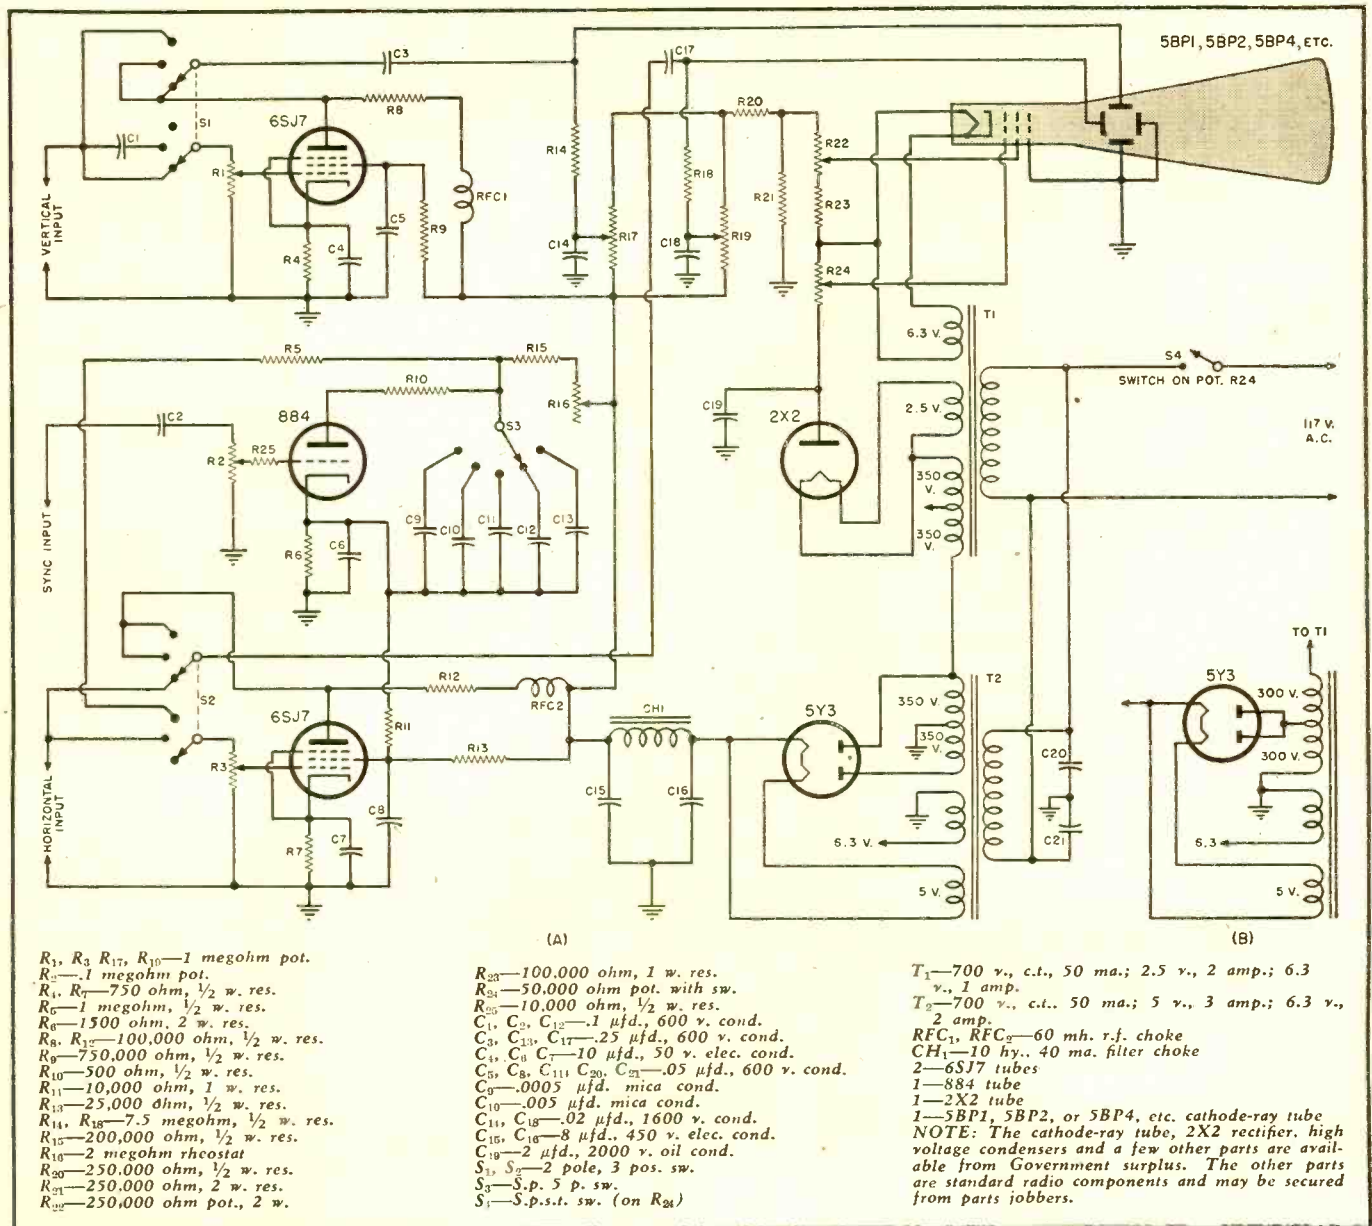 5BP1, 5BP2, 5BP4, ETC.
C3
C17
R8
R20
6SJ7
S1
C1
R1
R14
R22
R18
R21
RFC1
R23
VERTICAL INPUT
C5
R9
C4
R4
C14
R17
C18
R19
R24
6.3 V.
T1
R5
R15
S4
SWITCH ON POT. R24
R10
R16
884
C2
S3
C19
2X2
2.5 V.
117 V. A.C.
R2
R25
350 V.
350 V.
C9
C10
C11
C12
C13
SYNC INPUT
R6
C6
TO T1
S2
R12
RFC2
T2
6SJ7
R11
CH1
5Y3
350 V.
350 V.
5Y3
300 V.
300 V.
R3
R13
C20
C15
C16
HORIZONTAL INPUT
C8
C7
R7
6.3 V.
C21
6.3
5 V.
5 V.
(A)
(B)
R₁, R₃ R₁₇, R₁₉—1 megohm pot.
R₂—.1 megohm pot.
R₄, R₇—750 ohm, ½ w. res.
R₅—1 megohm, ½ w. res.
R₆—1500 ohm, 2 w. res.
R₈, R₁₂—100,000 ohm, ½ w. res.
R₉—750,000 ohm, ½ w. res.
R₁₀—500 ohm, ½ w. res.
R₁₁—10,000 ohm, 1 w. res.
R₁₃—25,000 ohm, ½ w. res.
R₁₄, R₁₈—7.5 megohm, ½ w. res.
R₁₅—200,000 ohm, ½ w. res.
R₁₆—2 megohm rheostat
R₂₀—250.000 ohm, ½ w. res.
R₂₁—250.000 ohm, 2 w. res.
R₂₂—250,000 ohm pot., 2 w.
R₂₃—100.000 ohm, 1 w. res.
R₂₄—50,000 ohm pot. with sw.
R₂₅—10,000 ohm, ½ w. res.
C₁, C₂, C₁₂—.1 µfd., 600 v. cond.
C₃, C₁₃, C₁₇—.25 µfd., 600 v. cond.
C₄, C₆ C₇—10 µfd., 50 v. elec. cond.
C₅, C₈, C₁₁, C₂₀, C₂₁—.05 µfd., 600 v. cond.
C₉—.0005 µfd. mica cond.
C₁₀—.005 µfd. mica cond.
C₁₄, C₁₈—.02 µfd., 1600 v. cond.
C₁₅, C₁₆—8 µfd., 450 v. elec. cond.
C₁₉—2 µfd., 2000 v. oil cond.
S₁, S₂—2 pole, 3 pos. sw.
S₃—S.p. 5 p. sw.
S₄—S.p.s.t. sw. (on R₂₄)
T₁—700 v., c.t., 50 ma.; 2.5 v., 2 amp.; 6.3
v., 1 amp.
T₂—700 v., c.t.. 50 ma.; 5 v., 3 amp.; 6.3 v.,
2 amp.
RFC₁, RFC₂—60 mh. r.f. choke
CH₁—10 hy.. 40 ma. filter choke
2—6SJ7 tubes
1—884 tube
1—2X2 tube
1—5BP1, 5BP2, or 5BP4, etc. cathode-ray tube
NOTE: The cathode-ray tube, 2X2 rectifier, high
voltage condensers and a few other parts are avail-
able from Government surplus. The other parts
are standard radio components and may be secured
from parts jobbers.